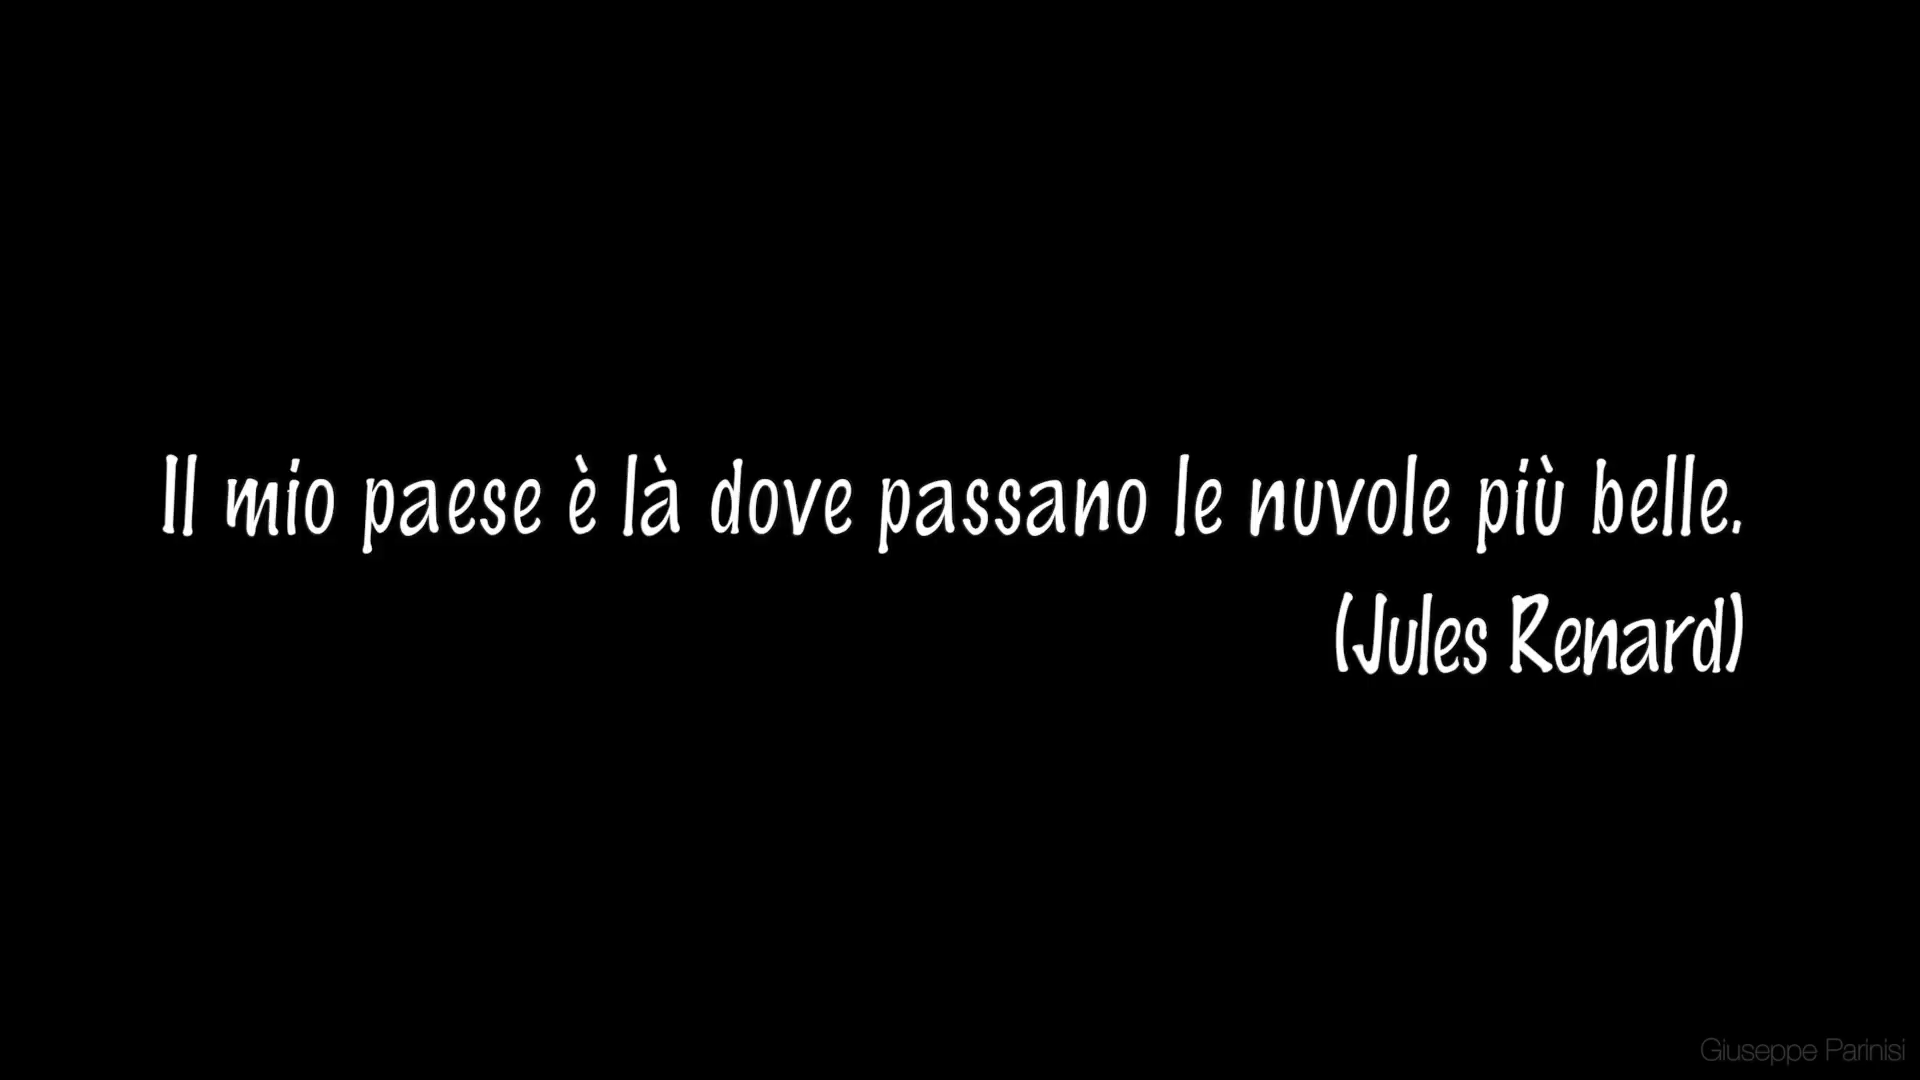 Il mio paese è là dove passano le nuvole più belle.
(Jules Renard)
Giuseppe Parinisi